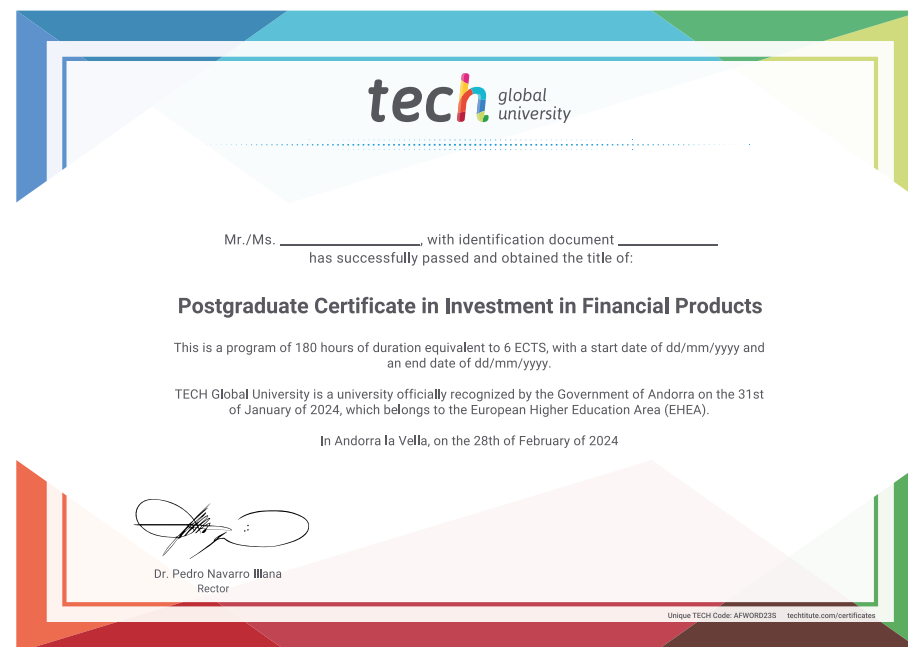 tech global
university
Mr./Ms. ____________, with identification document ____________
has successfully passed and obtained the title of:
Postgraduate Certificate in Investment in Financial Products
This is a program of 180 hours of duration equivalent to 6 ECTS, with a start date of dd/mm/yyyy and
an end date of dd/mm/yyyy.
TECH Global University is a university officially recognized by the Government of Andorra on the 31st
of January of 2024, which belongs to the European Higher Education Area (EHEA).
In Andorra la Vella, on the 28th of February of 2024
Dr. Pedro Navarro Illana
Rector
Unique TECH Code: AFWORD23S techtitute.com/certificates